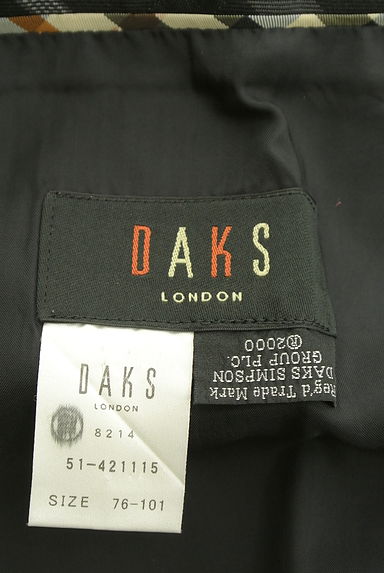 DAKS
LONDON
Reg'd Trade Mark
DAKS SIMPSON
GROUP PLC.
®2000
DAKS
LONDON
8214
51-421115
SIZE 76-101